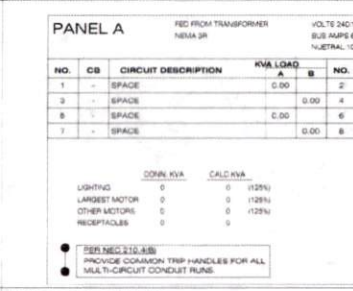 PANEL A
FED FROM TRANSFORMER
NEMA 3R
VOLTS 240/1
BUS AMPS 6
NUETRAL 10
NO. CB CIRCUIT DESCRIPTION KVA LOAD A B NO.
1 - SPACE 0.00 2
3 - SPACE 0.00 4
5 - SPACE 0.00 6
7 - SPACE 0.00 8
CONN. KVA CALC KVA
LIGHTING 0 0 (125%)
LARGEST MOTOR 0 0 (125%)
OTHER MOTORS 0 0 (125%)
RECEPTACLES 0 0
PER NEC 210.4(B)
PROVIDE COMMON TRIP HANDLES FOR ALL
MULTI-CIRCUIT CONDUIT RUNS.